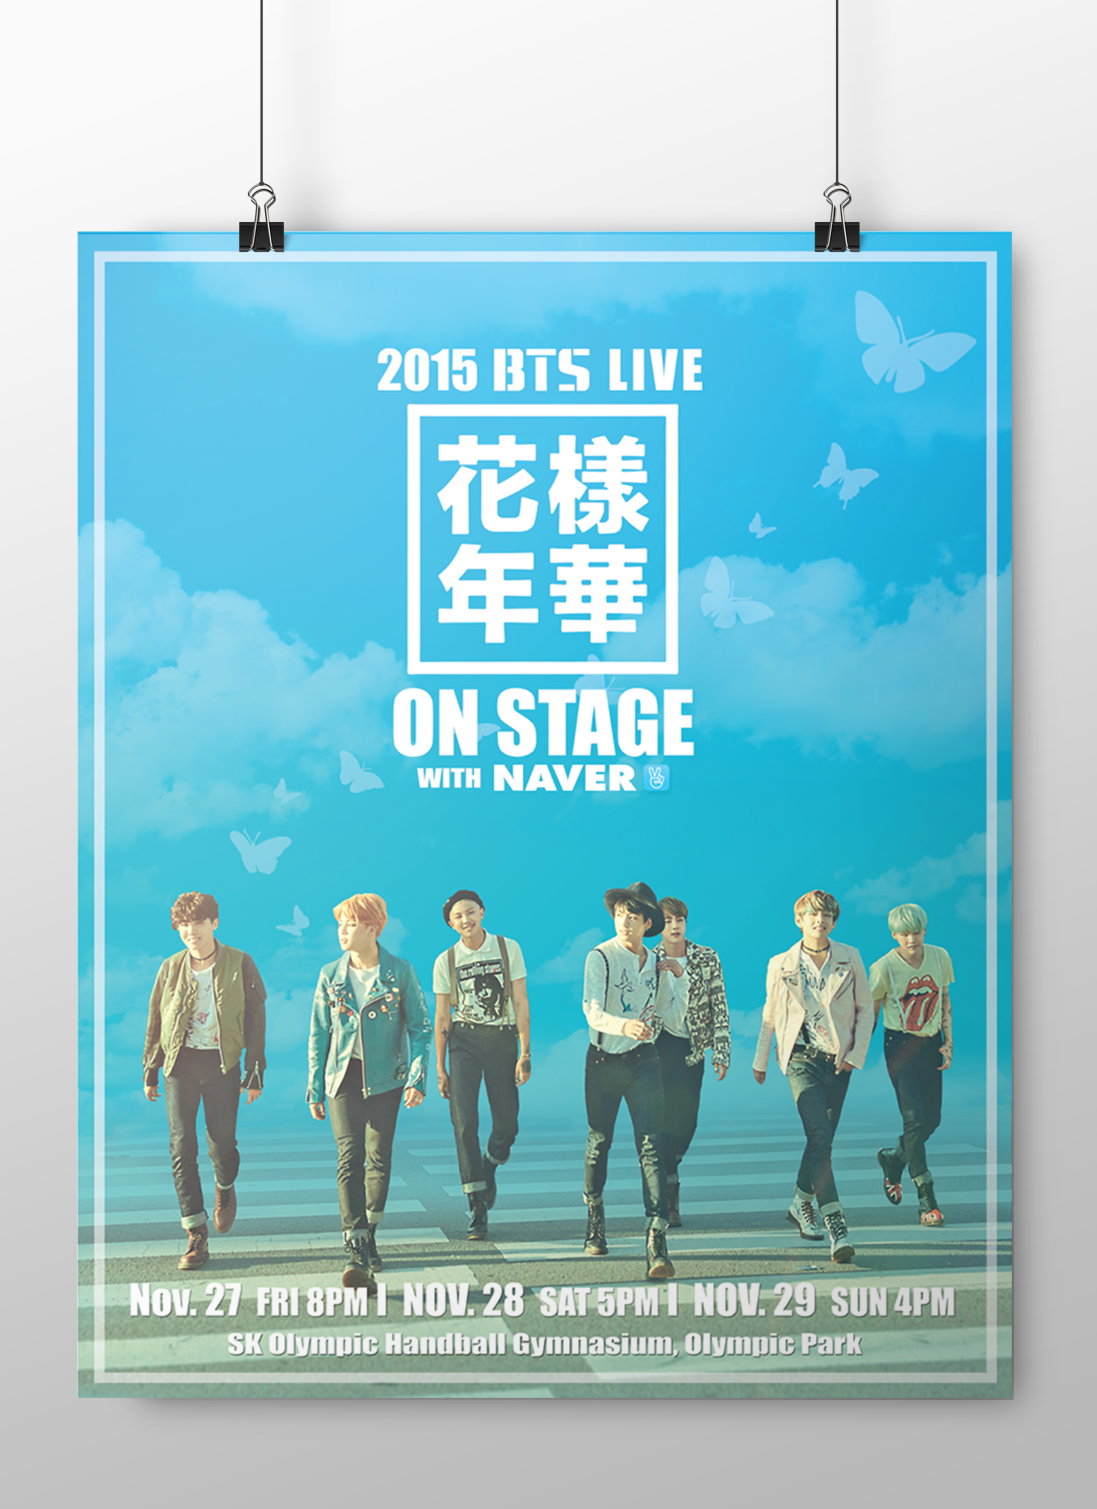 2015 BTS LIVE
花樣
年華
ON STAGE
WITH NAVER
Nov. 27 FRI 8PM | NOV. 28 SAT 5PM | NOV. 29 SUN 4PM
SK Olympic Handball Gymnasium, Olympic Park